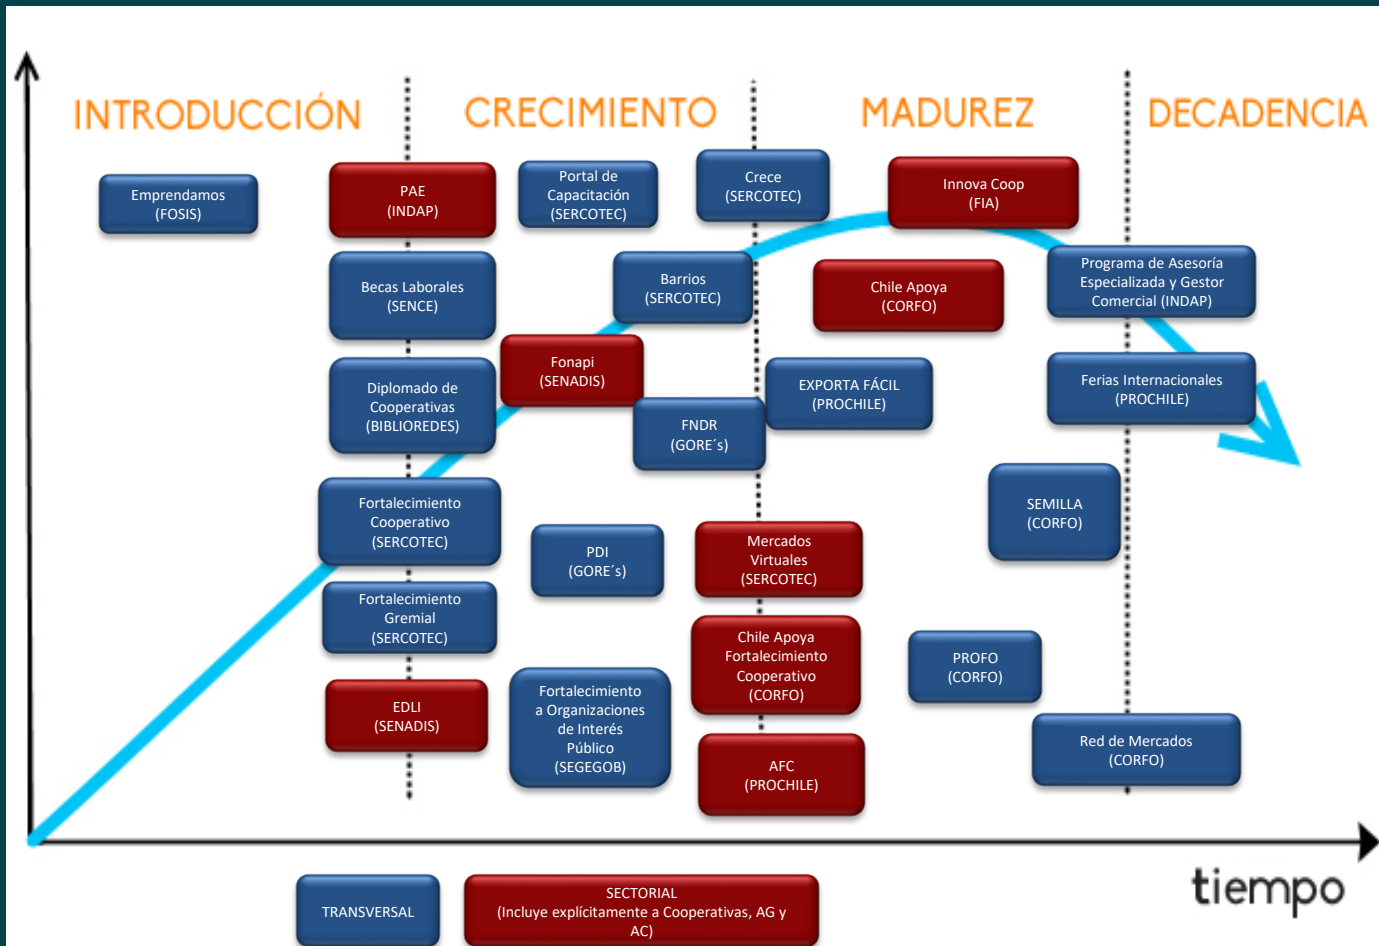 INTRODUCCIÓN
CRECIMIENTO
MADUREZ
DECADENCIA
Emprendamos
(FOSIS)
PAE
(INDAP)
Becas Laborales
(SENCE)
Diplomado de
Cooperativas
(BIBLIOREDES)
Fortalecimiento
Cooperativo
(SERCOTEC)
Fortalecimiento
Gremial
(SERCOTEC)
EDLI
(SENADIS)
Portal de
Capacitación
(SERCOTEC)
Barrios
(SERCOTEC)
Fonapi
(SENADIS)
FNDR
(GORE´s)
PDI
(GORE´s)
Fortalecimiento
a Organizaciones
de Interés
Público
(SEGEGOB)
Crece
(SERCOTEC)
Mercados
Virtuales
(SERCOTEC)
Chile Apoya
Fortalecimiento
Cooperativo
(CORFO)
AFC
(PROCHILE)
Innova Coop
(FIA)
Chile Apoya
(CORFO)
EXPORTA FÁCIL
(PROCHILE)
SEMILLA
(CORFO)
PROFO
(CORFO)
Programa de Asesoría
Especializada y Gestor
Comercial (INDAP)
Ferias Internacionales
(PROCHILE)
Red de Mercados
(CORFO)
tiempo
TRANSVERSAL
SECTORIAL
(Incluye explícitamente a Cooperativas, AG y
AC)